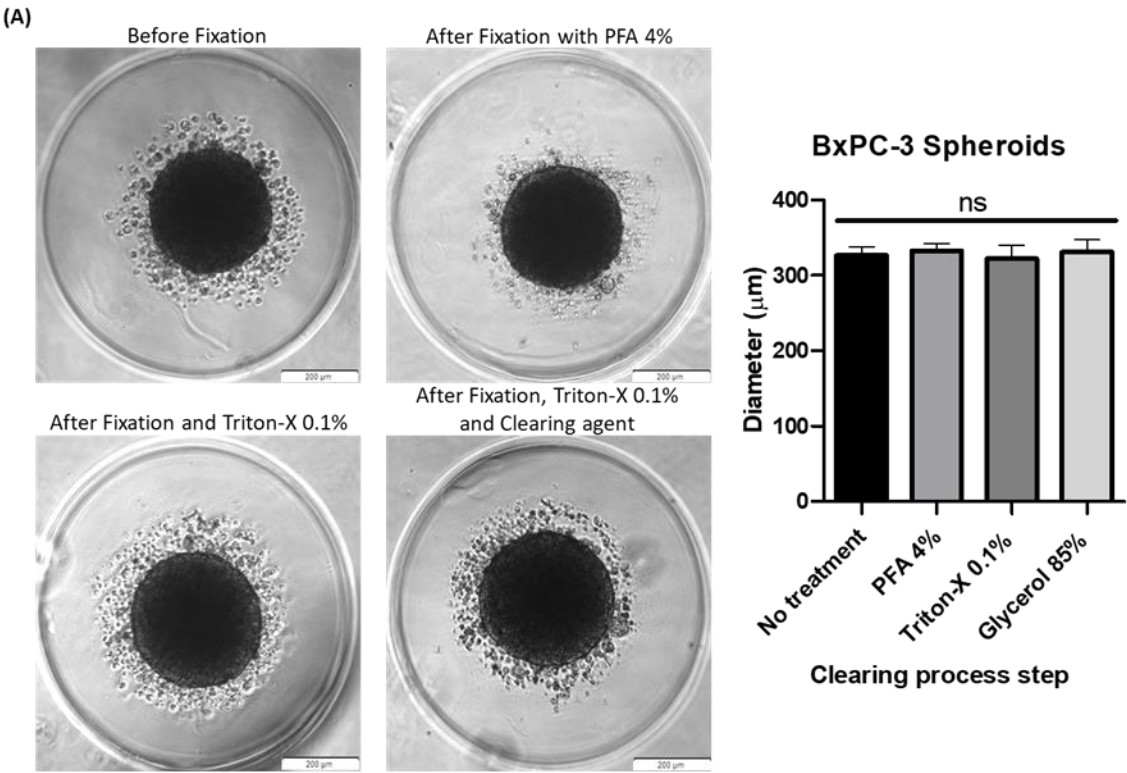 (A)
Before Fixation
After Fixation with PFA 4%
200 μm
200 μm
After Fixation and Triton-X 0.1%
After Fixation, Triton-X 0.1%
and Clearing agent
200 μm
200 μm
BxPC-3 Spheroids
ns
Diameter (μm)
400
300
200
100
0
No treatment
PFA 4%
Triton-X 0.1%
Glycerol 85%
Clearing process step